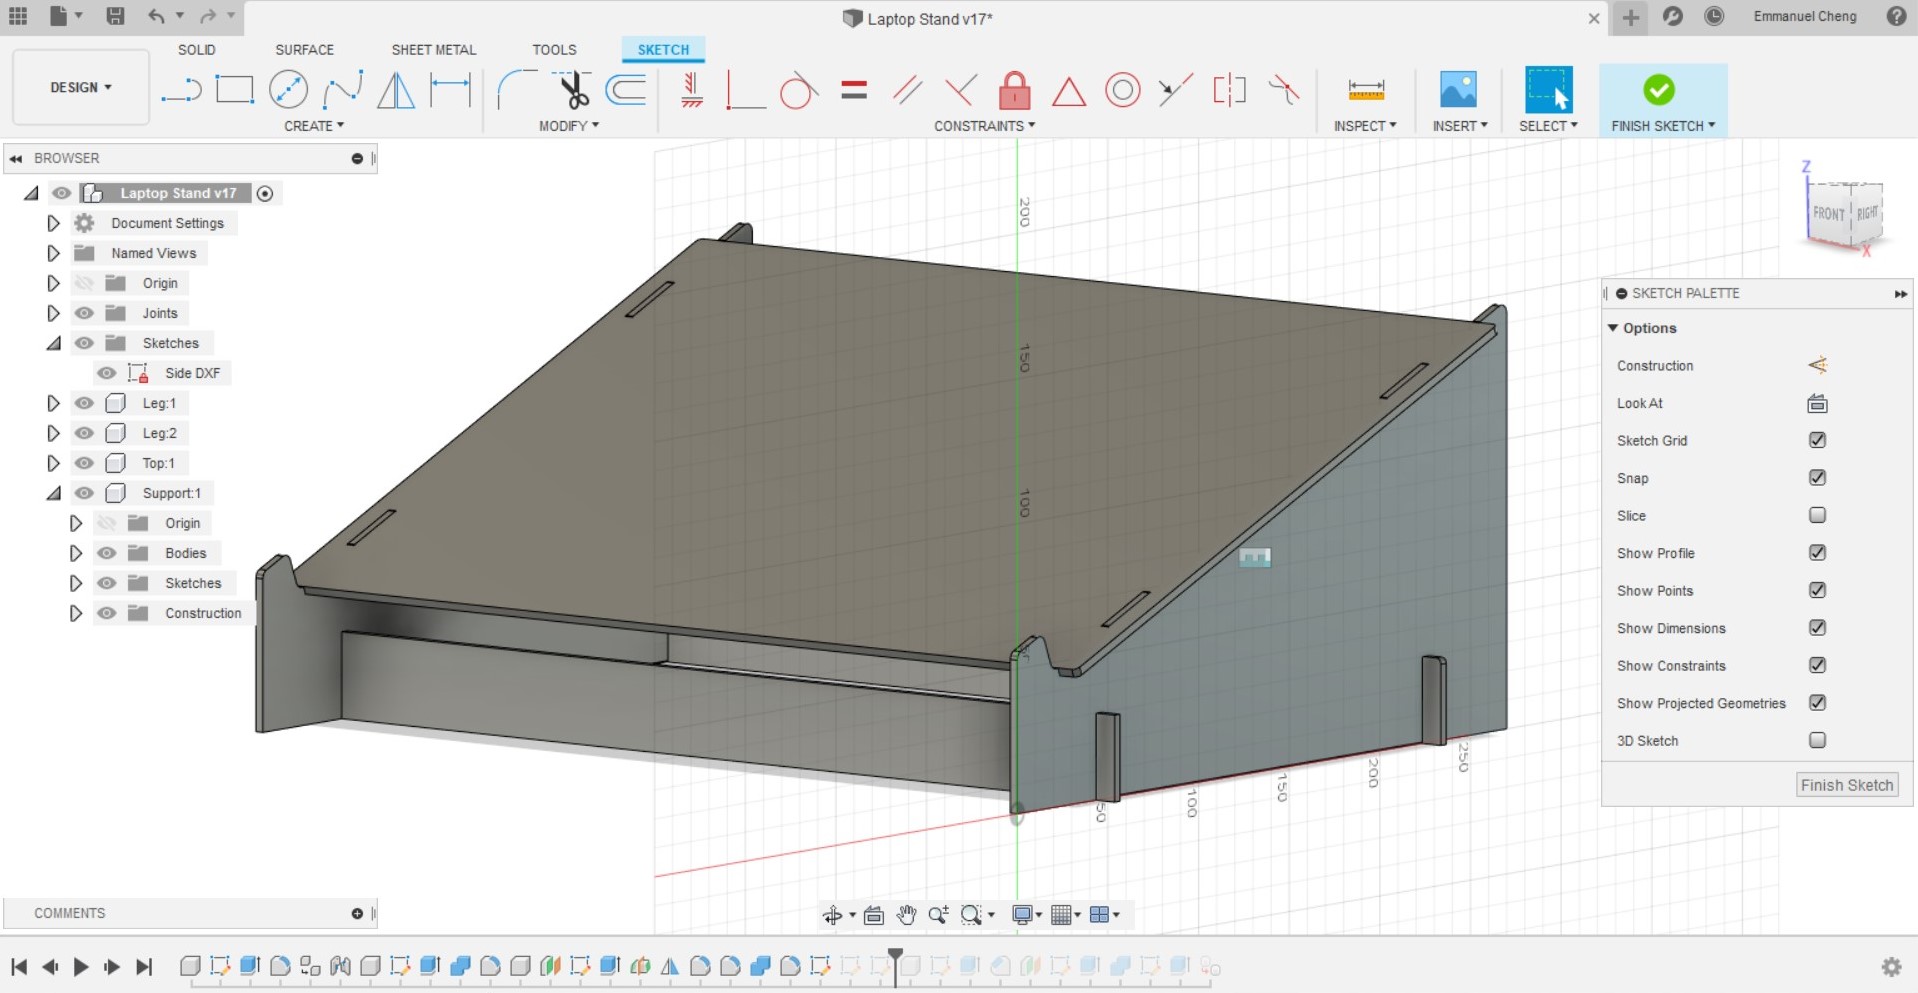 Laptop Stand v17*
Emmanuel Cheng
DESIGN
SOLID
SURFACE
SHEET METAL
TOOLS
SKETCH
CREATE
MODIFY
CONSTRAINTS
INSPECT
INSERT
SELECT
FINISH SKETCH
BROWSER
Laptop Stand v17
Document Settings
Named Views
Origin
Joints
Sketches
Side DXF
Leg:1
Leg:2
Top:1
Support:1
Origin
Bodies
Sketches
Construction
200
150
100
50
100
150
200
250
Z
FRONT
RIGHT
X
SKETCH PALETTE
Options
Construction
Look At
Sketch Grid
Snap
Slice
Show Profile
Show Points
Show Dimensions
Show Constraints
Show Projected Geometries
3D Sketch
Finish Sketch
COMMENTS